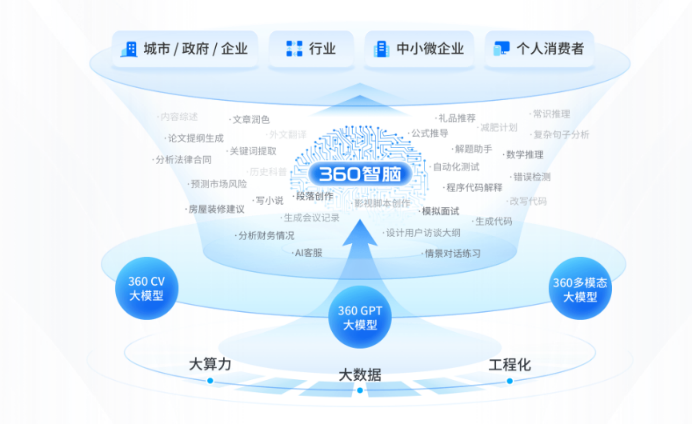 城市 / 政府 / 企业
行业
中小微企业
个人消费者
·内容综述
·文章润色
·礼品推荐
·常识推理
·论文提纲生成
·外文翻译
·公式推导
·减肥计划
·复杂句子分析
·分析法律合同
·关键词提取
·解题助手
·数学推理
·历史科普
360智脑
·自动化测试
·错误检测
·预测市场风险
·写小说
·段落创作
·影视脚本创作
·程序代码解释
·改写代码
·房屋装修建议
·生成会议记录
·模拟面试
·生成代码
·分析财务情况
·设计用户访谈大纲
·AI客服
·情景对话练习
360 CV
大模型
360 GPT
大模型
360多模态
大模型
大算力
大数据
工程化